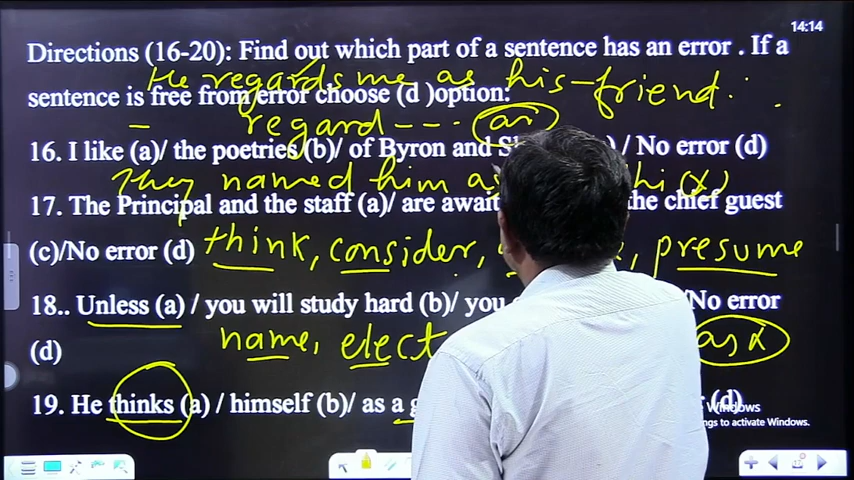 14:14
Directions (16-20): Find out which part of a sentence has an error . If a
He regards me as his friend.
sentence is free from error choose (d )option:
regard --- as
16. I like (a)/ the poetries (b)/ of Byron and / No error (d)
They named him as (x)
17. The Principal and the staff (a)/ are the chief guest
(c)/No error (d) think, consider, presume
18.. Unless (a) / you will study hard (b)/ you /No error
name, elect as x
(d)
19. He thinks (a) / himself (b)/ as a (d)
Windows
to activate Windows.